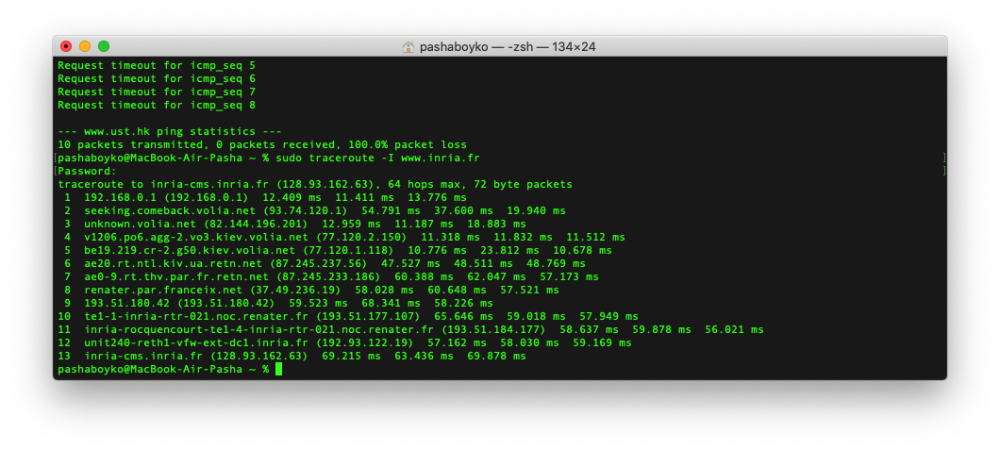 pashaboyko — -zsh — 134×24
Request timeout for icmp_seq 5
Request timeout for icmp_seq 6
Request timeout for icmp_seq 7
Request timeout for icmp_seq 8
--- www.ust.hk ping statistics ---
10 packets transmitted, 0 packets received, 100.0% packet loss
[pashaboyko@MacBook-Air-Pasha ~ % sudo traceroute -I www.inria.fr ]
[Password: ]
traceroute to inria-cms.inria.fr (128.93.162.63), 64 hops max, 72 byte packets
 1  192.168.0.1 (192.168.0.1)  12.409 ms  11.411 ms  13.776 ms
 2  seeking.comeback.volia.net (93.74.120.1)  54.791 ms  37.600 ms  19.940 ms
 3  unknown.volia.net (82.144.196.201)  12.959 ms  11.187 ms  18.883 ms
 4  v1206.po6.agg-2.vo3.kiev.volia.net (77.120.2.150)  11.318 ms  11.832 ms  11.512 ms
 5  be19.219.cr-2.g50.kiev.volia.net (77.120.1.118)  10.776 ms  23.812 ms  10.678 ms
 6  ae20.rt.ntl.kiv.ua.retn.net (87.245.237.56)  47.527 ms  48.511 ms  48.769 ms
 7  ae0-9.rt.thv.par.fr.retn.net (87.245.233.186)  60.388 ms  62.047 ms  57.173 ms
 8  renater.par.franceix.net (37.49.236.19)  58.028 ms  60.648 ms  57.521 ms
 9  193.51.180.42 (193.51.180.42)  59.523 ms  68.341 ms  58.226 ms
10  te1-1-inria-rtr-021.noc.renater.fr (193.51.177.107)  65.646 ms  59.018 ms  57.949 ms
11  inria-rocquencourt-te1-4-inria-rtr-021.noc.renater.fr (193.51.184.177)  58.637 ms  59.878 ms  56.021 ms
12  unit240-reth1-vfw-ext-dc1.inria.fr (192.93.122.19)  57.162 ms  58.030 ms  59.169 ms
13  inria-cms.inria.fr (128.93.162.63)  69.215 ms  63.436 ms  69.878 ms
pashaboyko@MacBook-Air-Pasha ~ %